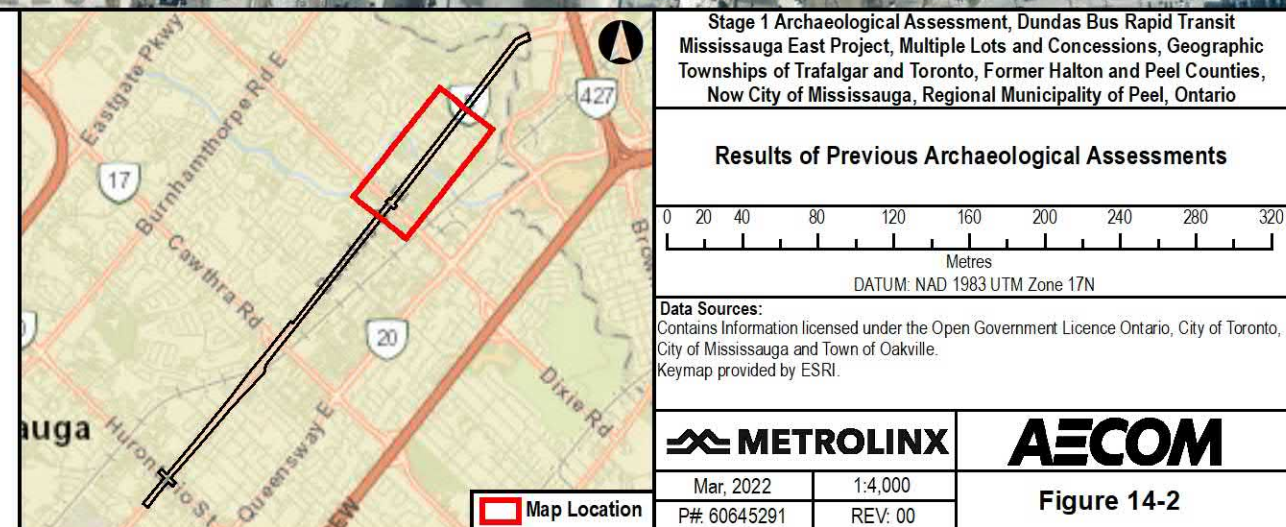 Eastgate Pkwy
Burnhamthorpe Rd E
427
17
Cawthra Rd
20
Dixie Rd
Queensway E
auga
Map Location
Stage 1 Archaeological Assessment, Dundas Bus Rapid Transit
Mississauga East Project, Multiple Lots and Concessions, Geographic
Townships of Trafalgar and Toronto, Former Halton and Peel Counties,
Now City of Mississauga, Regional Municipality of Peel, Ontario
Results of Previous Archaeological Assessments
0 20 40 80 120 160 200 240 280 320
Metres
DATUM: NAD 1983 UTM Zone 17N
Data Sources:
Contains Information licensed under the Open Government Licence Ontario, City of Toronto,
City of Mississauga and Town of Oakville.
Keymap provided by ESRI.
METROLINX
AECOM
Mar, 2022
1:4,000
P#: 60645291
REV: 00
Figure 14-2